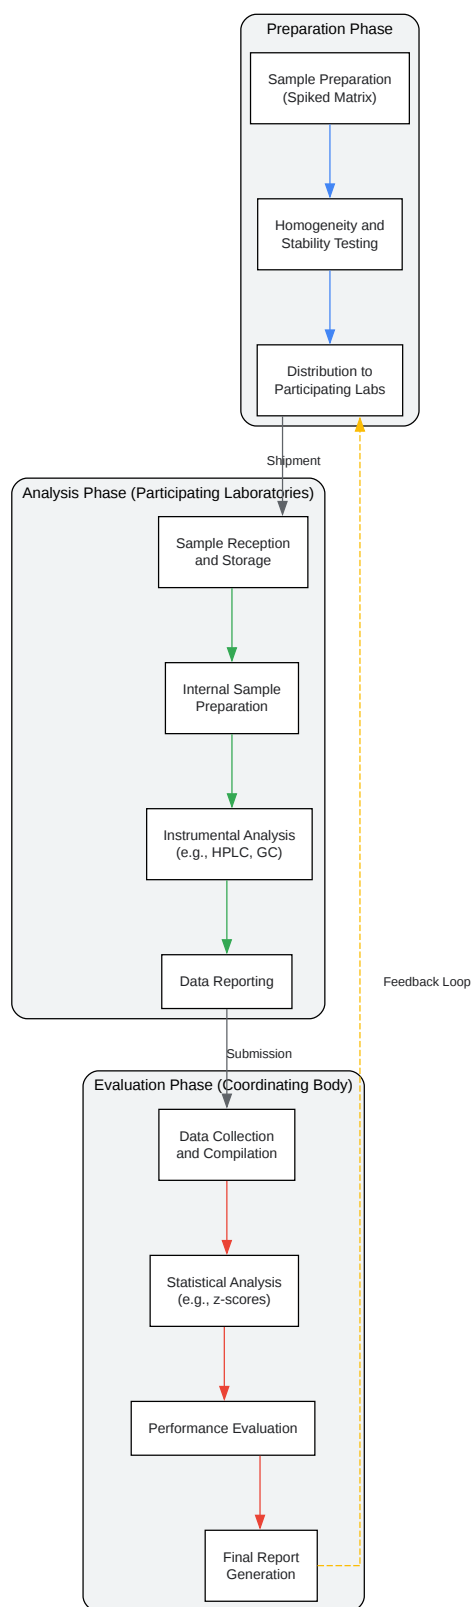 Preparation Phase
Sample Preparation
(Spiked Matrix)
Homogeneity and
Stability Testing
Distribution to
Participating Labs
Shipment
Analysis Phase (Participating Laboratories)
Sample Reception
and Storage
Internal Sample
Preparation
Instrumental Analysis
(e.g., HPLC, GC)
Data Reporting
Feedback Loop
Submission
Evaluation Phase (Coordinating Body)
Data Collection
and Compilation
Statistical Analysis
(e.g., z-scores)
Performance Evaluation
Final Report
Generation